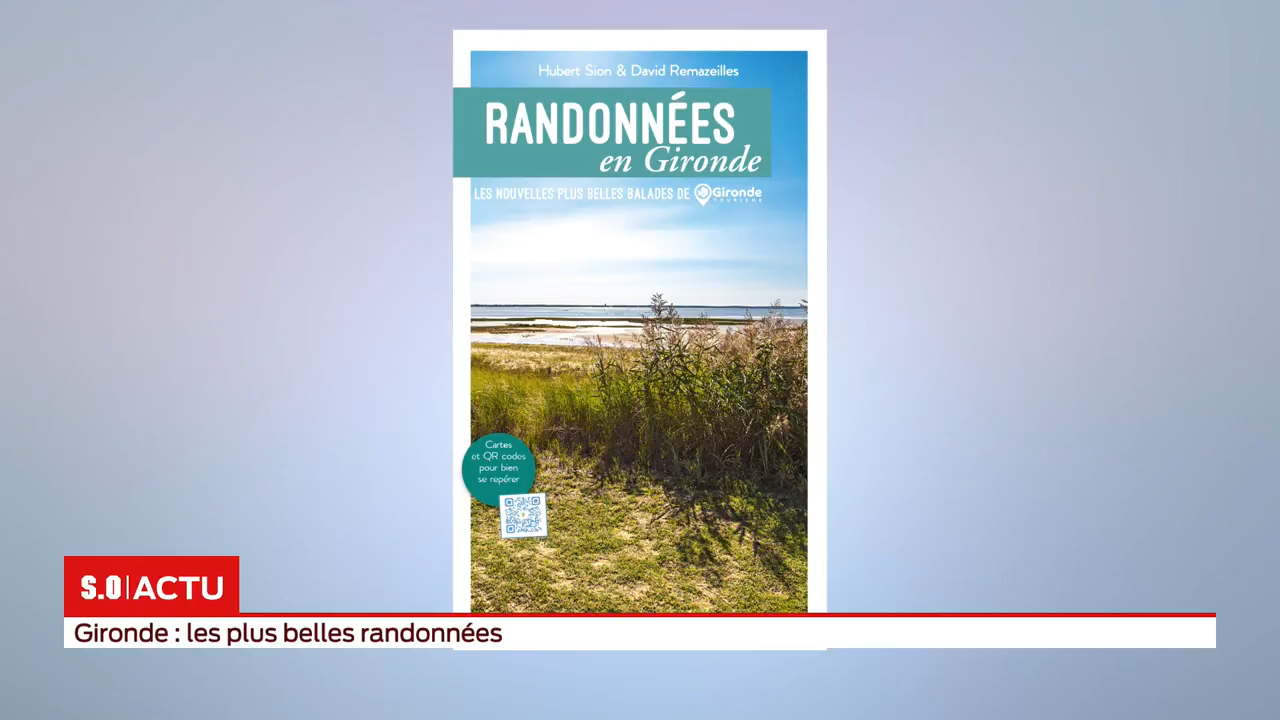 Hubert Sion & David Remazeilles
RANDONNÉES
en Gironde
LES NOUVELLES PLUS BELLES BALADES DE Gironde
TOURISME
Cartes
et QR codes
pour bien
se repérer
S.O|ACTU
Gironde : les plus belles randonnées